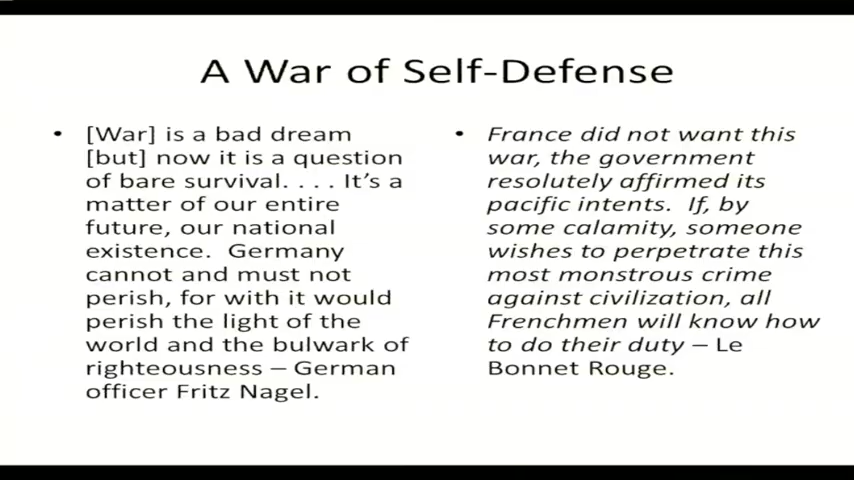 A War of Self-Defense
• [War] is a bad dream
[but] now it is a question
of bare survival. . . . It's a
matter of our entire
future, our national
existence.  Germany
cannot and must not
perish, for with it would
perish the light of the
world and the bulwark of
righteousness – German
officer Fritz Nagel.
• France did not want this
war, the government
resolutely affirmed its
pacific intents.  If, by
some calamity, someone
wishes to perpetrate this
most monstrous crime
against civilization, all
Frenchmen will know how
to do their duty – Le
Bonnet Rouge.